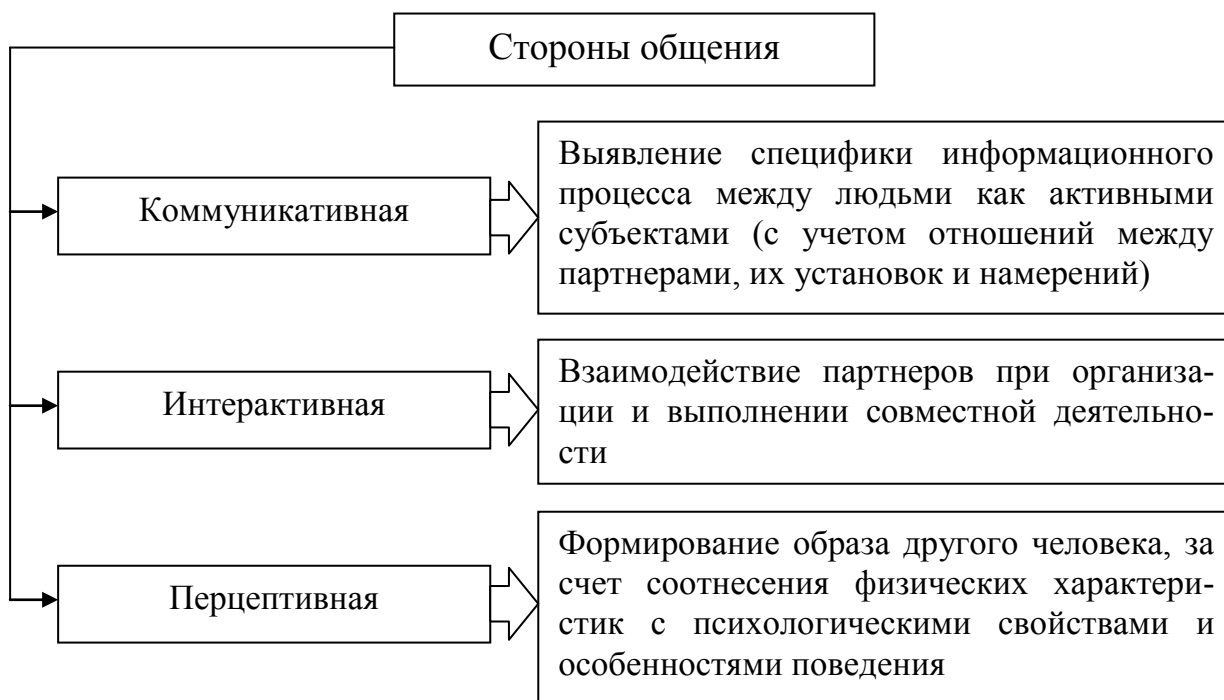 Стороны общения
Коммуникативная
Выявление специфики информационного
процесса между людьми как активными
субъектами (с учетом отношений между
партнерами, их установок и намерений)
Интерактивная
Взаимодействие партнеров при организа-
ции и выполнении совместной деятельно-
сти
Перцептивная
Формирование образа другого человека, за
счет соотнесения физических характери-
стик с психологическими свойствами и
особенностями поведения